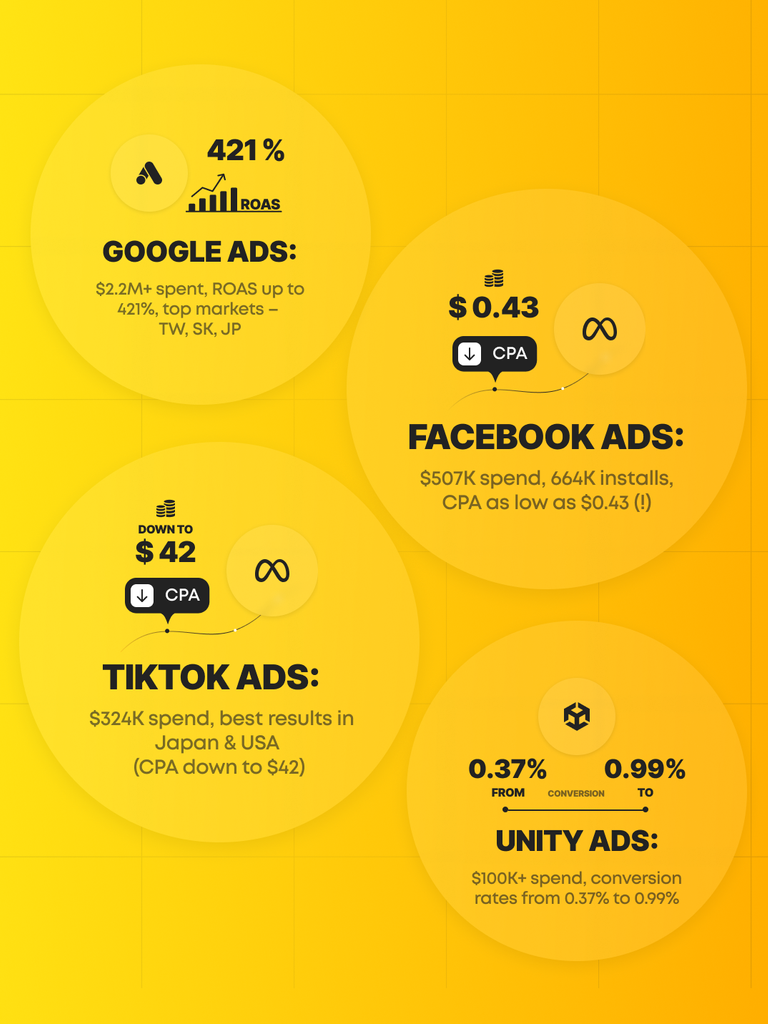 421 %
ROAS
GOOGLE ADS:
$2.2M+ spent, ROAS up to
421%, top markets –
TW, SK, JP
$ 0.43
CPA
FACEBOOK ADS:
$507K spend, 664K installs,
CPA as low as $0.43 (!)
DOWN TO
$ 42
CPA
TIKTOK ADS:
$324K spend, best results in
Japan & USA
(CPA down to $42)
0.37% 0.99%
FROM CONVERSION TO
UNITY ADS:
$100K+ spend, conversion
rates from 0.37% to 0.99%